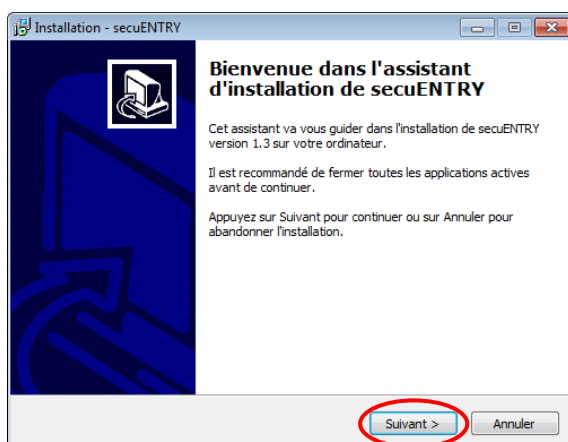 Installation - secuENTRY
Bienvenue dans l'assistant
d'installation de secuENTRY
Cet assistant va vous guider dans l'installation de secuENTRY
version 1.3 sur votre ordinateur.
Il est recommandé de fermer toutes les applications actives
avant de continuer.
Appuyez sur Suivant pour continuer ou sur Annuler pour
abandonner l'installation.
Suivant >
Annuler